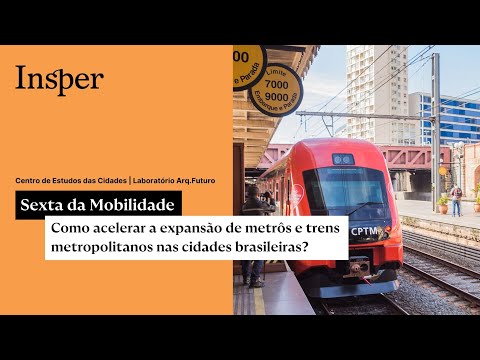 Insper
Centro de Estudos das Cidades | Laboratório Arq.Futuro
Sexta da Mobilidade
Como acelerar a expansão de metrôs e trens
metropolitanos nas cidades brasileiras?
e Parada
Limite
7000
9000
Embarque e Parada
CPTM